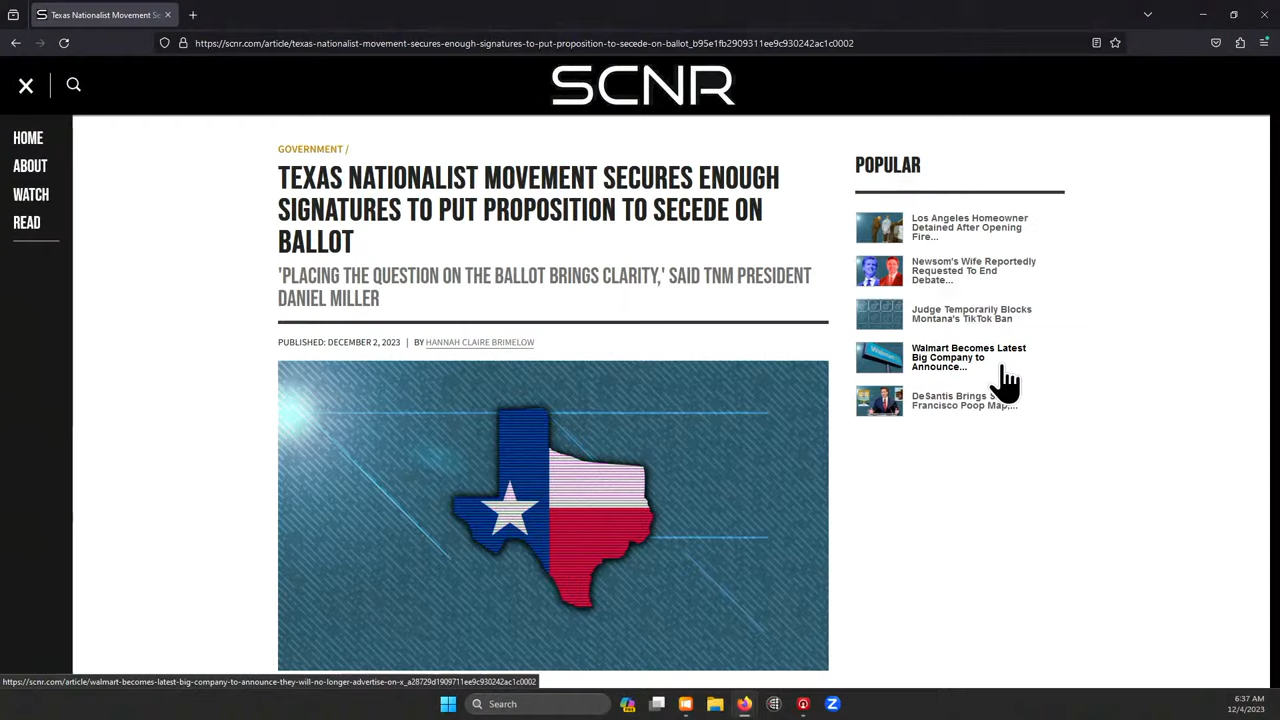 Texas Nationalist Movement Se
https://scnr.com/article/texas-nationalist-movement-secures-enough-signatures-to-put-proposition-to-secede-on-ballot_b95e1fb2909311ee9c930242ac1c0002
SCNR
HOME
ABOUT
WATCH
READ
GOVERNMENT /
TEXAS NATIONALIST MOVEMENT SECURES ENOUGH
SIGNATURES TO PUT PROPOSITION TO SECEDE ON
BALLOT
'PLACING THE QUESTION ON THE BALLOT BRINGS CLARITY,' SAID TNM PRESIDENT
DANIEL MILLER
PUBLISHED: DECEMBER 2, 2023 | BY HANNAH CLAIRE BRIMELOW
POPULAR
Los Angeles Homeowner
Detained After Opening
Fire...
Newsom's Wife Reportedly
Requested To End
Debate...
Judge Temporarily Blocks
Montana's TikTok Ban
Walmart Becomes Latest
Big Company to
Announce...
DeSantis Brings
Francisco Poop Map,...
https://scnr.com/article/walmart-becomes-latest-big-company-to-announce-they-will-no-longer-advertise-on-x_a28729d1909711ee9c930242ac1c0002
Search
6:37 AM
12/4/2023